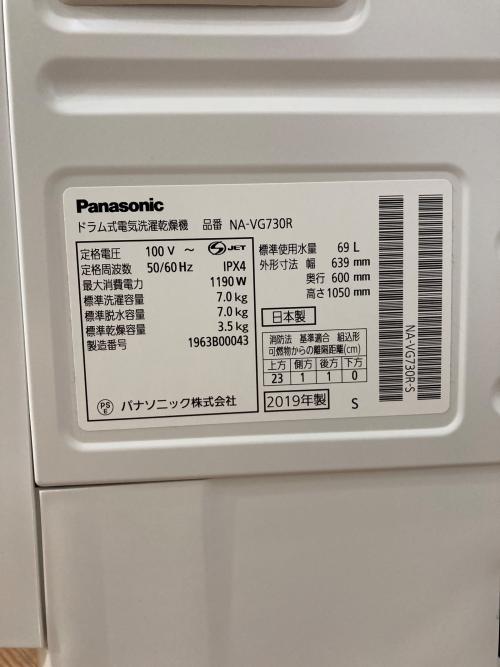 Panasonic
ドラム式電気洗濯乾燥機 品番 NA-VG730R
定格電圧 100 V ～ S JET
定格周波数 50/60 Hz IPX4
最大消費電力 1190 W
標準洗濯容量 7.0 kg
標準脱水容量 7.0 kg
標準乾燥容量 3.5 kg
製造番号 1963B00043
PS E パナソニック株式会社
標準使用水量 69 L
外形寸法 幅 639 mm
奥行 600 mm
高さ 1050 mm
日本製
消防法 基準適合 組込形
可燃物からの離隔距離(cm)
上方 側方 後方 下方
23 1 1 0
2019年製 S
NA-VG730R-S